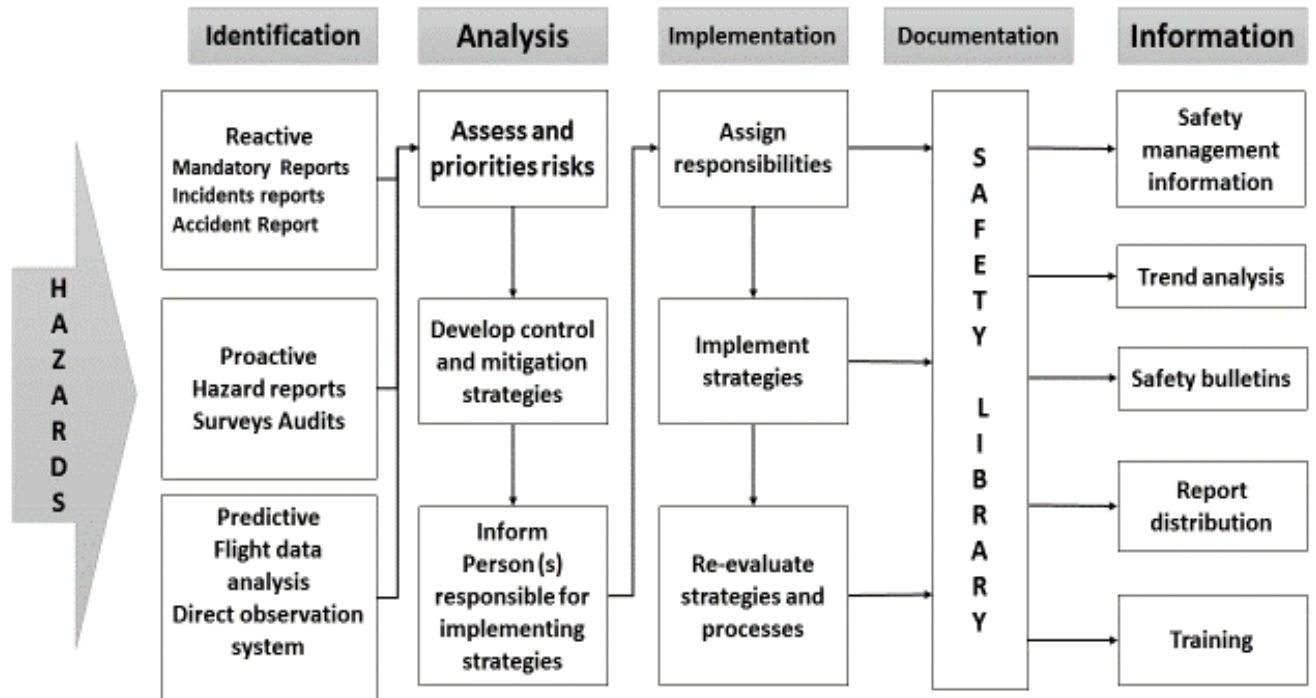 Identification
Analysis
Implementation
Documentation
Information
HAZARDS
Reactive
Mandatory Reports
Incidents reports
Accident Report
Proactive
Hazard reports
Surveys Audits
Predictive
Flight data
analysis
Direct observation
system
Assess and
priorities risks
Develop control
and mitigation
strategies
Inform
Person (s)
responsible for
implementing
strategies
Assign
responsibilities
Implement
strategies
Re-evaluate
strategies and
processes
SAFETY LIBRARY
Safety
management
information
Trend analysis
Safety bulletins
Report
distribution
Training